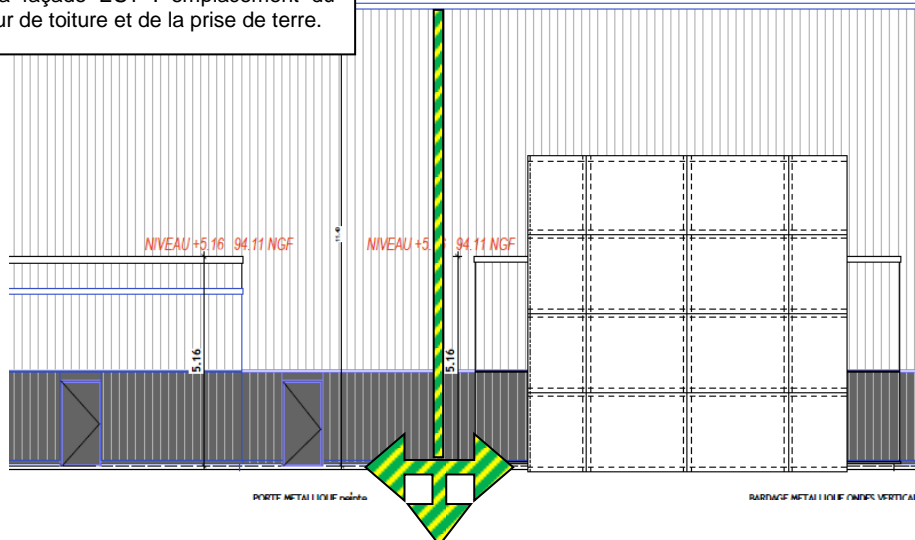 façade EST : emplacement du
ur de toiture et de la prise de terre.
NIVEAU +5.16 94.11 NGF
NIVEAU +5. 94.11 NGF
5.16
5.16
PORTE METALLIQUE peinte
BARDAGE METALLIQUE ONDES VERTICAL